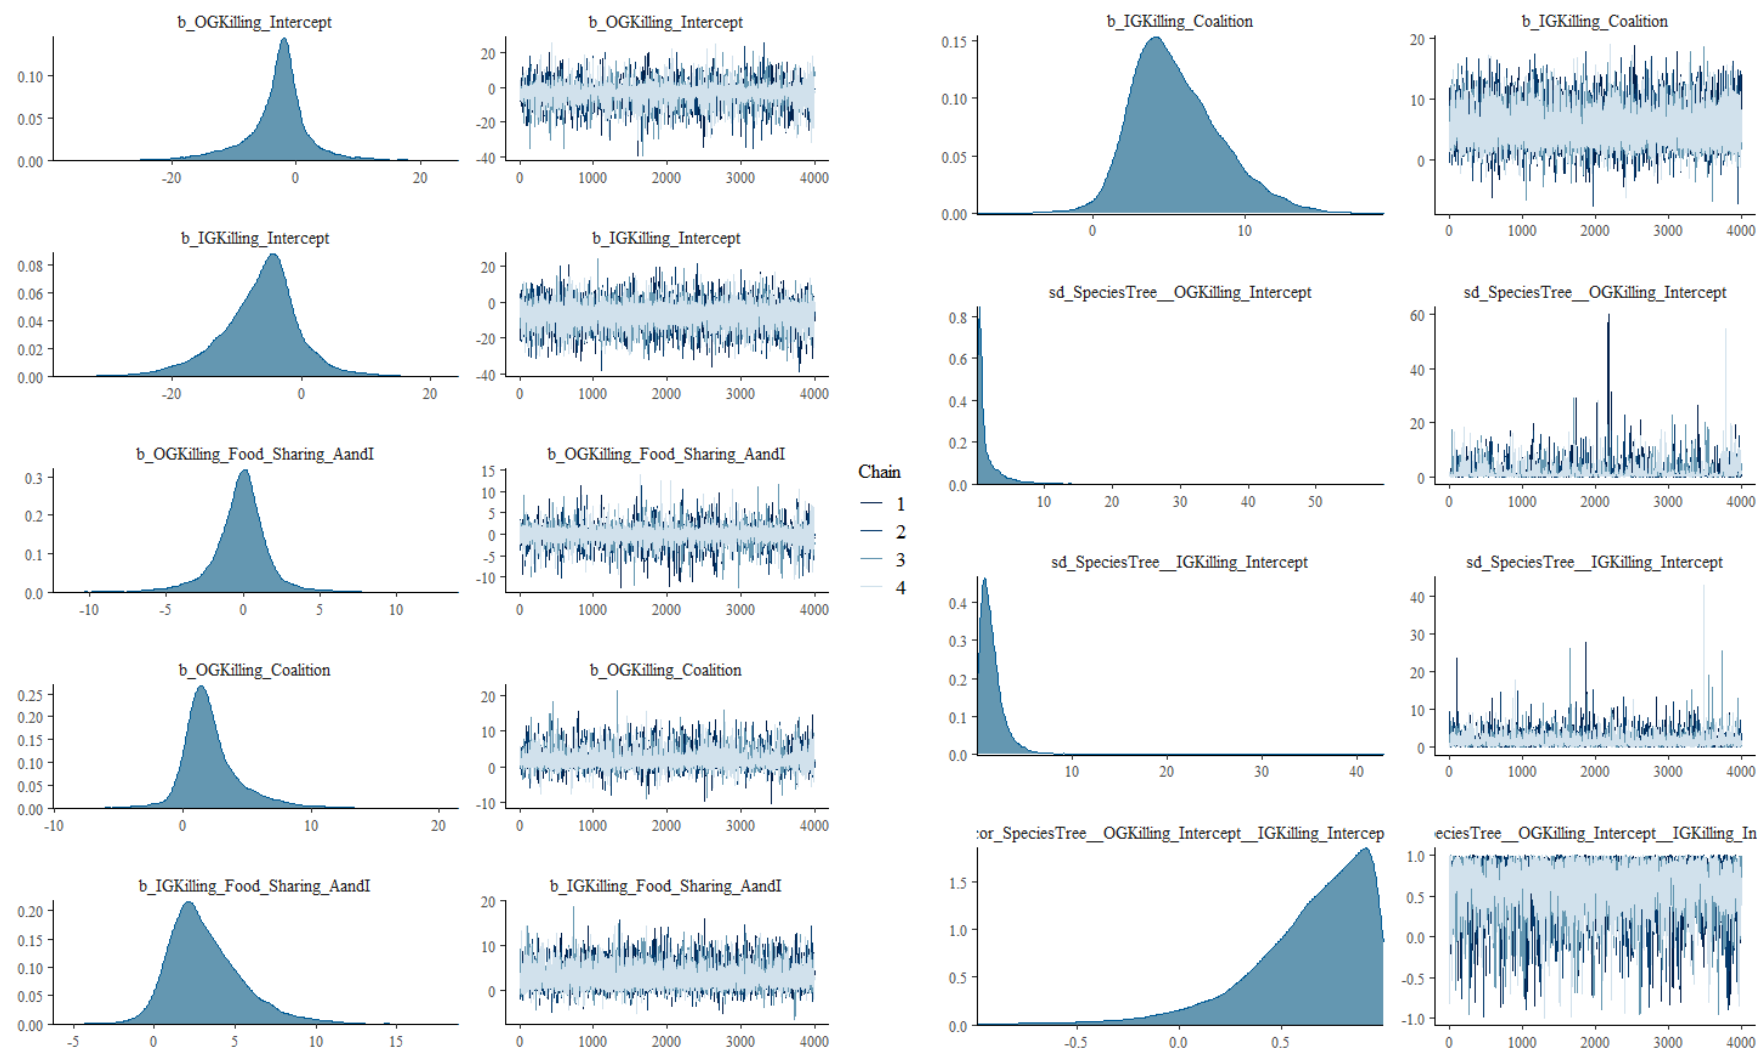 b_OGKilling_Intercept
b_OGKilling_Intercept
0.10
0.05
0.00
-20 0 20
20
0
-20
-40
0 1000 2000 3000 4000
b_IGKilling_Intercept
b_IGKilling_Intercept
0.08
0.06
0.04
0.02
0.00
-20 0 20
20
0
-20
-40
0 1000 2000 3000 4000
b_OGKilling_Food_Sharing_AandI
b_OGKilling_Food_Sharing_AandI
0.3
0.2
0.1
0.0
-10 -5 0 5 10
15
10
5
0
-5
-10
0 1000 2000 3000 4000
b_OGKilling_Coalition
b_OGKilling_Coalition
0.25
0.20
0.15
0.10
0.05
0.00
-10 0 10 20
20
10
0
-10
0 1000 2000 3000 4000
b_IGKilling_Food_Sharing_AandI
b_IGKilling_Food_Sharing_AandI
0.20
0.15
0.10
0.05
0.00
-5 0 5 10 15
20
10
0
0 1000 2000 3000 4000
Chain
1
2
3
4
b_IGKilling_Coalition
b_IGKilling_Coalition
0.15
0.10
0.05
0.00
0 10
20
10
0
0 1000 2000 3000 4000
sd_SpeciesTree__OGKilling_Intercept
sd_SpeciesTree__OGKilling_Intercept
0.8
0.6
0.4
0.2
0.0
10 20 30 40 50
60
40
20
0
0 1000 2000 3000 4000
sd_SpeciesTree__IGKilling_Intercept
sd_SpeciesTree__IGKilling_Intercept
0.4
0.3
0.2
0.1
0.0
10 20 30 40
40
30
20
10
0
0 1000 2000 3000 4000
:or_SpeciesTree__OGKilling_Intercept__IGKilling_Intercep
eciesTree__OGKilling_Intercept__IGKilling_In
1.5
1.0
0.5
0.0
-0.5 0.0 0.5
1.0
0.5
0.0
-0.5
-1.0
0 1000 2000 3000 4000